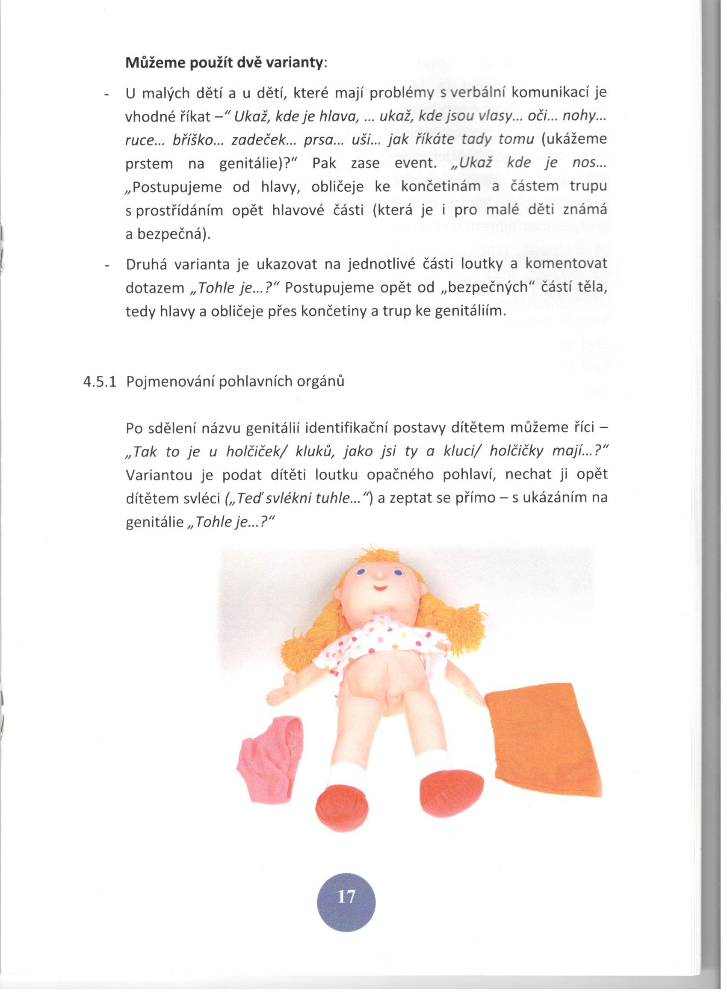 Můžeme použít dvě varianty:
- U malých dětí a u dětí, které mají problémy s verbální komunikací je
vhodné říkat –“ Ukaž, kde je hlava, ... ukaž, kde jsou vlasy... oči... nohy...
ruce... bříško... zadeček... prsa... uši... jak říkáte tady tomu (ukážeme
prstem na genitálie)?“ Pak zase event. „Ukaž kde je nos...
„Postupujeme od hlavy, obličeje ke končetinám a částem trupu
s prostřídáním opět hlavové části (která je i pro malé děti známá
a bezpečná).
- Druhá varianta je ukazovat na jednotlivé části loutky a komentovat
dotazem „Tohle je...?“ Postupujeme opět od „bezpečných“ částí těla,
tedy hlavy a obličeje přes končetiny a trup ke genitáliím.
4.5.1 Pojmenování pohlavních orgánů
Po sdělení názvu genitálií identifikační postavy dítětem můžeme říci –
„Tak to je u holčiček/ kluků, jako jsi ty a kluci/ holčičky mají...?“
Variantou je podat dítěti loutku opačného pohlaví, nechat ji opět
dítětem svléci („Teď svlékni tuhle...“) a zeptat se přímo – s ukázáním na
genitálie „Tohle je...?“
17